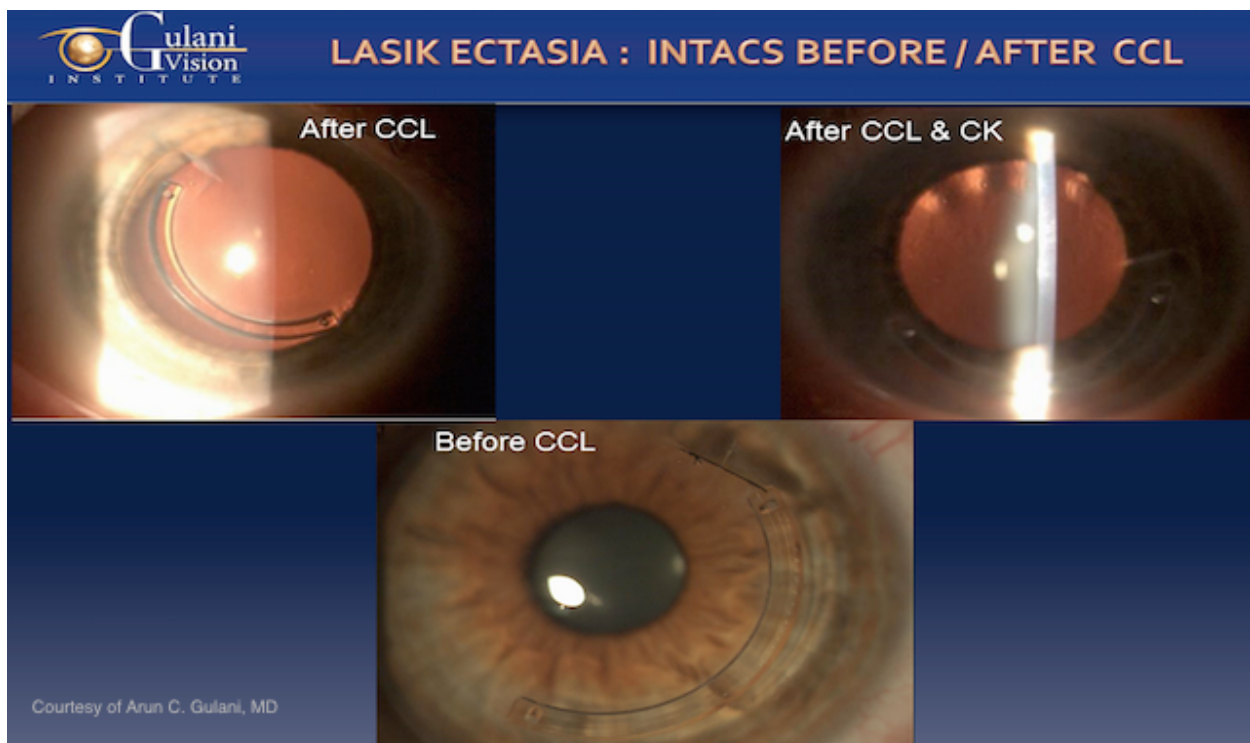 Gulani
Vision
INSTITUTE
LASIK ECTASIA : INTACS BEFORE / AFTER CCL
After CCL
After CCL & CK
Before CCL
Courtesy of Arun C. Gulani, MD